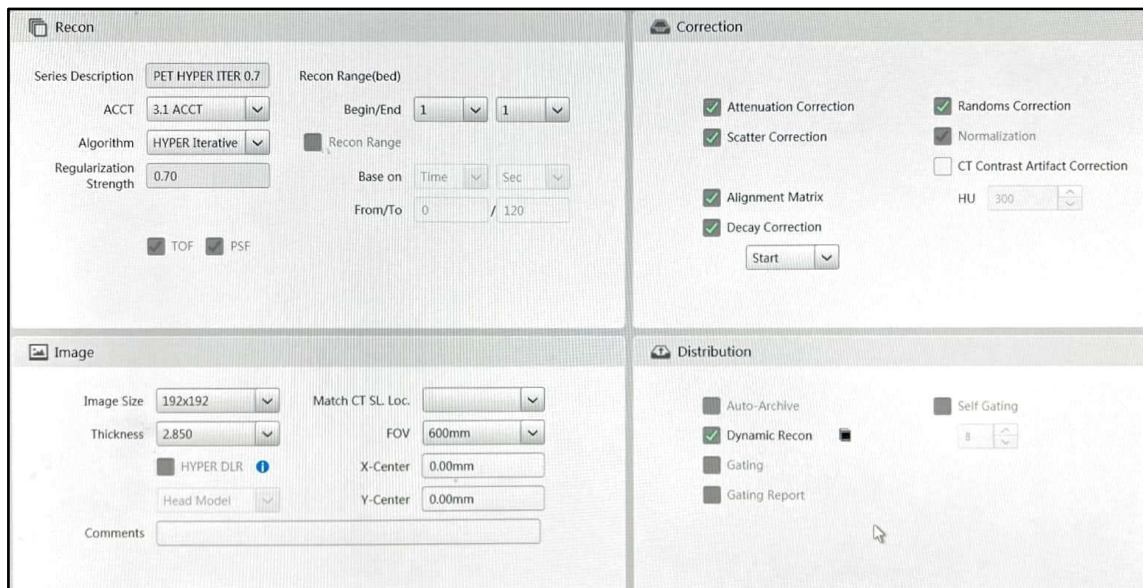 Recon
Series Description PET HYPER ITER 0.7
ACCT 3.1 ACCT
Algorithm HYPER Iterative
Regularization Strength 0.70
TOF PSF
Recon Range(bed)
Begin/End 1 1
Recon Range
Base on Time Sec
From/To 0 / 120
Correction
Attenuation Correction
Scatter Correction
Alignment Matrix
Decay Correction
Start
Randoms Correction
Normalization
CT Contrast Artifact Correction
HU 300
Image
Image Size 192x192
Thickness 2.850
HYPER DLR
Head Model
Match CT SL. Loc.
FOV 600mm
X-Center 0.00mm
Y-Center 0.00mm
Comments
Distribution
Auto-Archive
Dynamic Recon
Gating
Gating Report
Self Gating
8